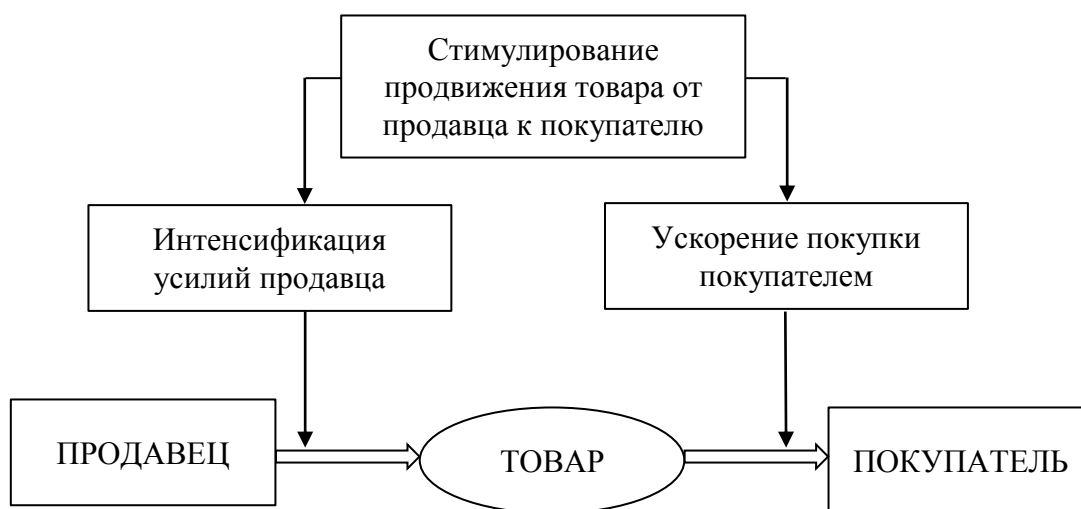 Стимулирование
продвижения товара от
продавца к покупателю
Интенсификация
усилий продавца
Ускорение покупки
покупателем
ПРОДАВЕЦ
ТОВАР
ПОКУПАТЕЛЬ